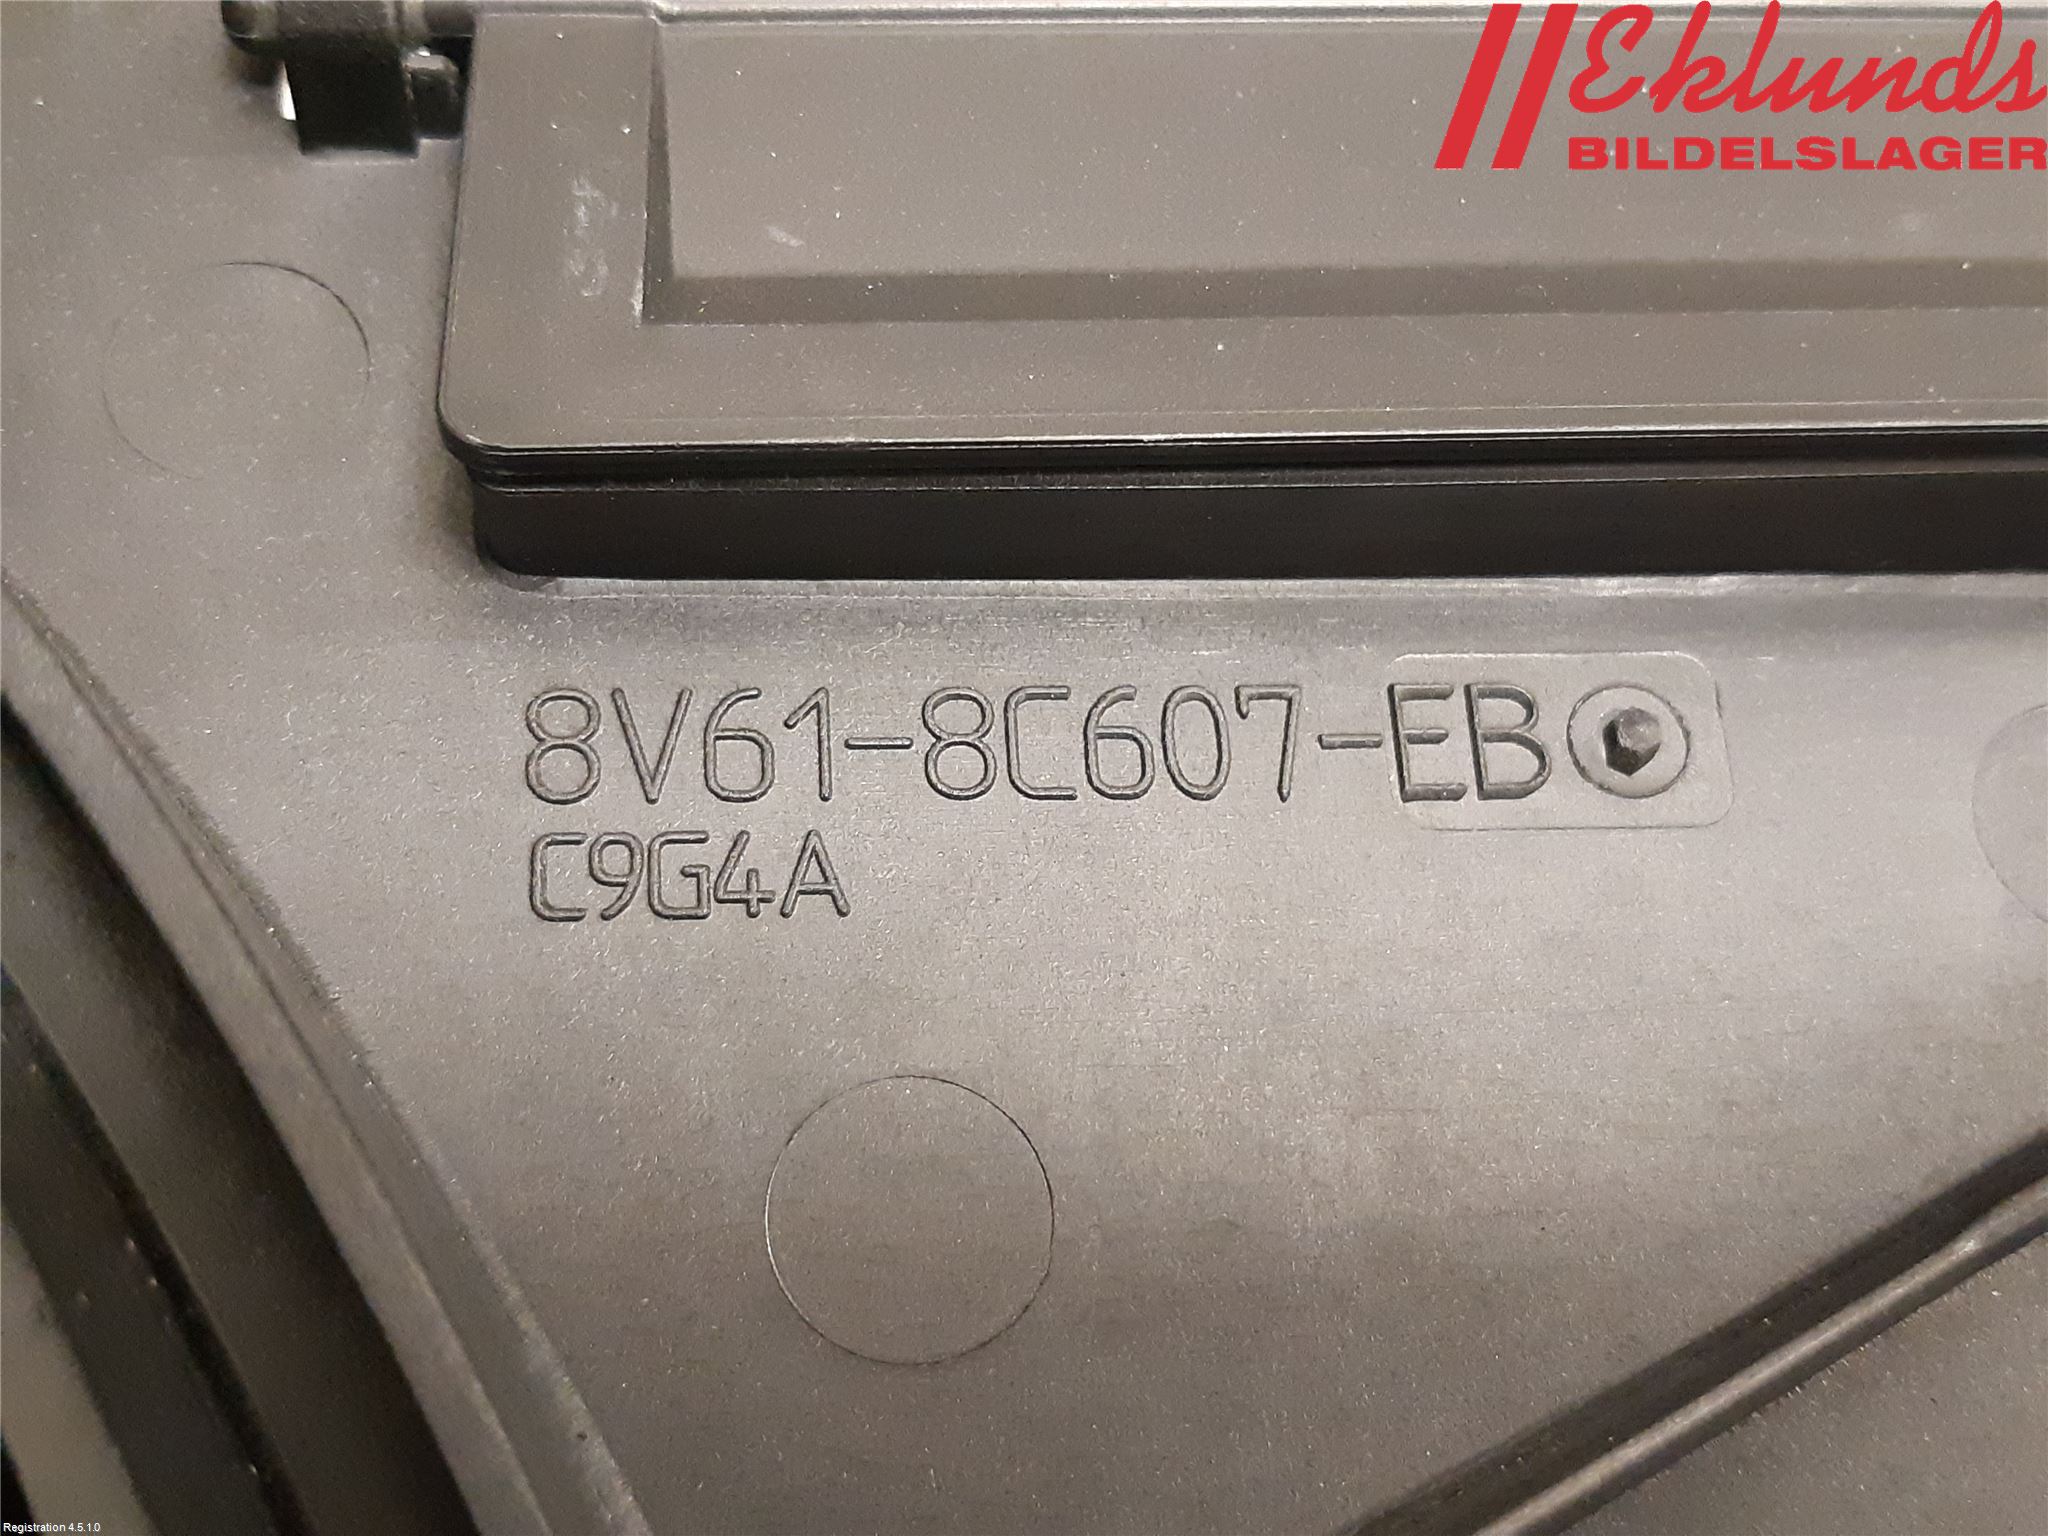 Eklunds
BILDELSLAGER
8V61-8C607-EB
C9G4A
Registration 4.5.1.0